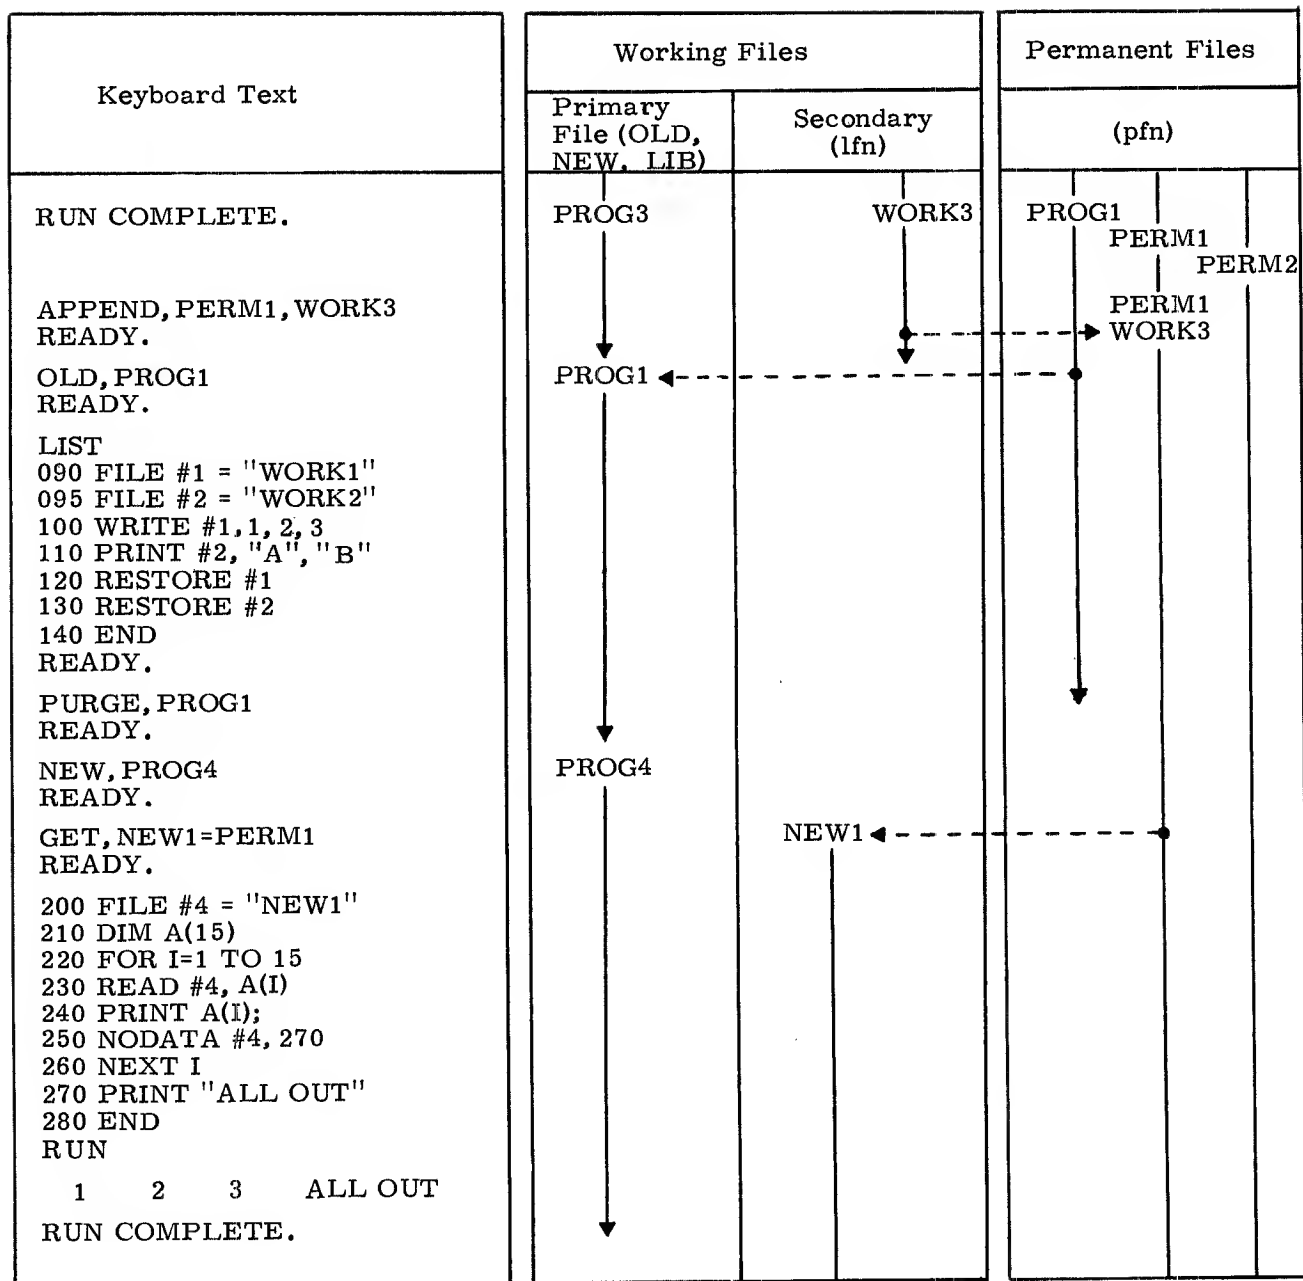 Keyboard Text
Working Files
Permanent Files
Primary
File (OLD,
NEW, LIB)
Secondary
(lfn)
(pfn)
RUN COMPLETE.
PROG3
WORK3
PROG1
PERM1
PERM2
APPEND, PERM1, WORK3
READY.
PERM1
WORK3
OLD, PROG1
READY.
PROG1
LIST
090 FILE #1 = "WORK1"
095 FILE #2 = "WORK2"
100 WRITE #1, 1, 2, 3
110 PRINT #2, "A", "B"
120 RESTORE #1
130 RESTORE #2
140 END
READY.
PURGE, PROG1
READY.
NEW, PROG4
READY.
PROG4
GET, NEW1=PERM1
READY.
NEW1
200 FILE #4 = "NEW1"
210 DIM A(15)
220 FOR I=1 TO 15
230 READ #4, A(I)
240 PRINT A(I);
250 NODATA #4, 270
260 NEXT I
270 PRINT "ALL OUT"
280 END
RUN
1 2 3 ALL OUT
RUN COMPLETE.